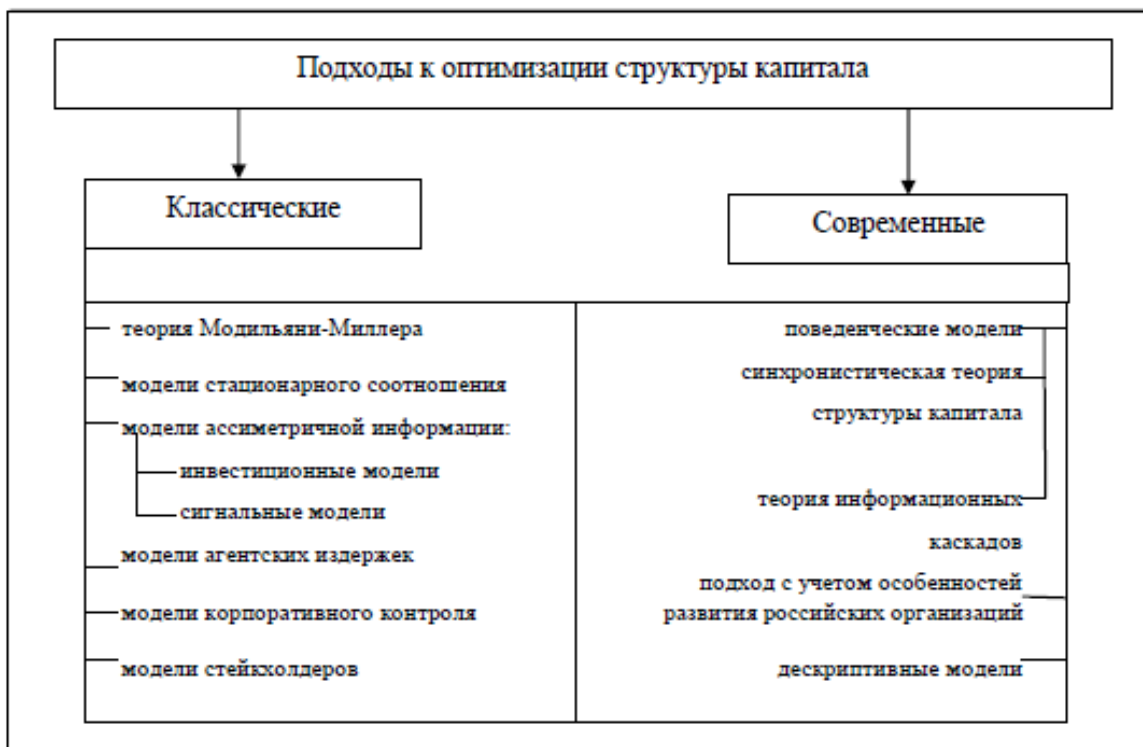 Подходы к оптимизации структуры капитала
Классические
Современные
теория Модильяни-Миллера
модели стационарного соотношения
модели ассиметричной информации:
инвестиционные модели
сигнальные модели
модели агентских издержек
модели корпоративного контроля
модели стейкхолдеров
поведенческие модели
синхронистическая теория
структуры капитала
теория информационных
каскадов
подход с учетом особенностей
развития российских организаций
дескриптивные модели